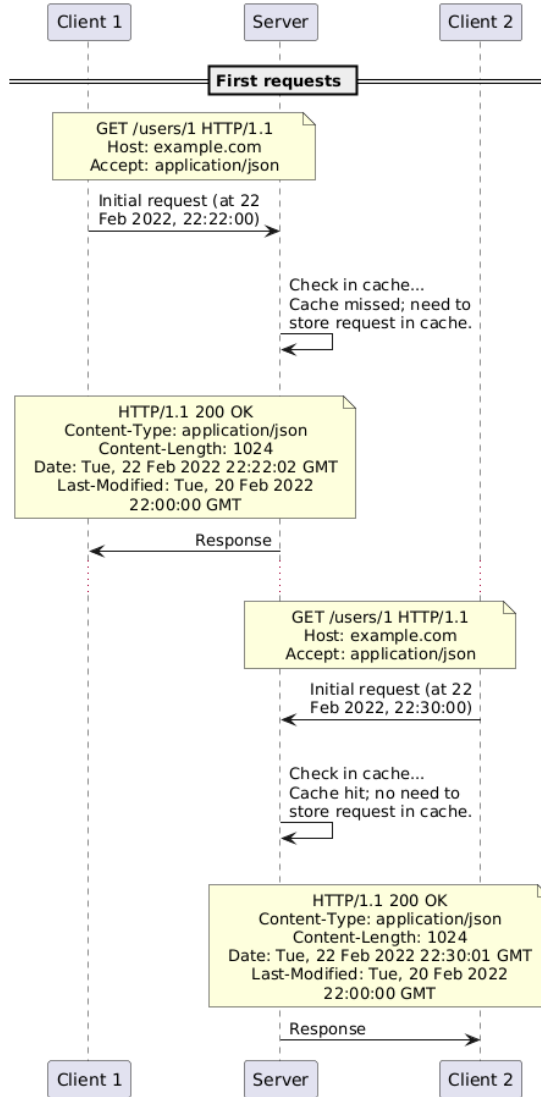 Client 1
Server
Client 2
First requests
GET /users/1 HTTP/1.1
Host: example.com
Accept: application/json
Initial request (at 22
Feb 2022, 22:22:00)
Check in cache...
Cache missed; need to
store request in cache.
HTTP/1.1 200 OK
Content-Type: application/json
Content-Length: 1024
Date: Tue, 22 Feb 2022 22:22:02 GMT
Last-Modified: Tue, 20 Feb 2022
22:00:00 GMT
Response
GET /users/1 HTTP/1.1
Host: example.com
Accept: application/json
Initial request (at 22
Feb 2022, 22:30:00)
Check in cache...
Cache hit; no need to
store request in cache.
HTTP/1.1 200 OK
Content-Type: application/json
Content-Length: 1024
Date: Tue, 22 Feb 2022 22:30:01 GMT
Last-Modified: Tue, 20 Feb 2022
22:00:00 GMT
Response
Client 1
Server
Client 2